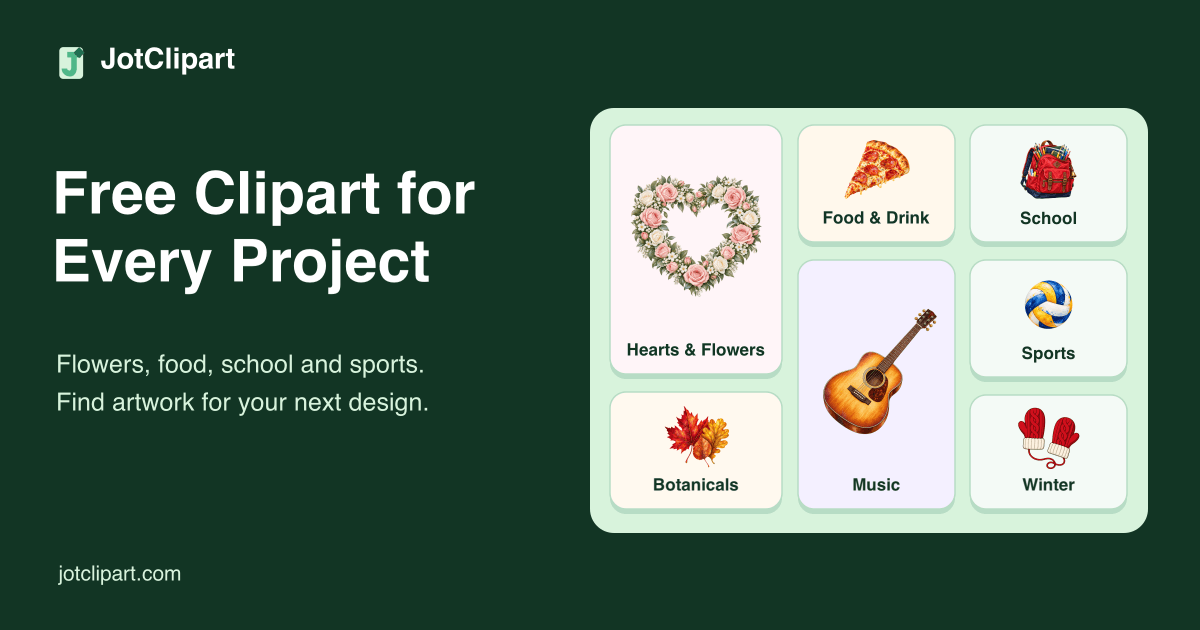 JotClipart
Free Clipart for
Every Project
Flowers, food, school and sports.
Find artwork for your next design.
jotclipart.com
Hearts & Flowers
Food & Drink
School
Sports
Botanicals
Music
Winter